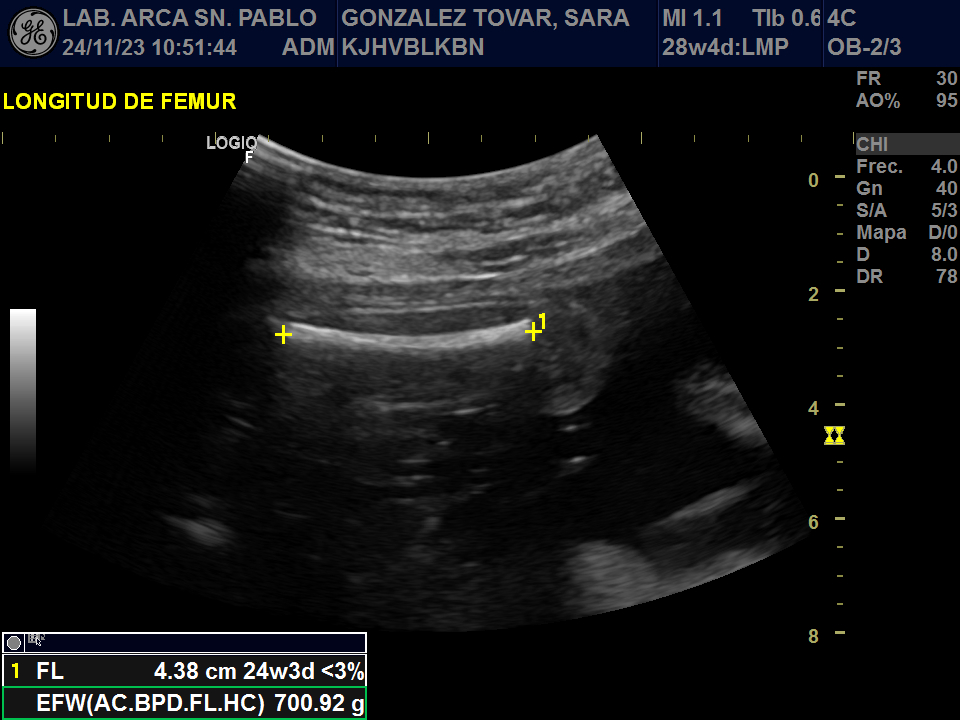 LAB. ARCA SN. PABLO
24/11/23 10:51:44 ADM
GONZALEZ TOVAR, SARA
KJHVBLKBN
MI 1.1 TIb 0.6
28w4d:LMP
4C
OB-2/3
FR 30
AO% 95
LONGITUD DE FEMUR
LOGIQ
F
CHI
Frec. 4.0
Gn 40
S/A 5/3
Mapa D/0
D 8.0
DR 78
0
2
4
6
8
1
1 FL 4.38 cm 24w3d <3%
EFW(AC.BPD.FL.HC) 700.92 g